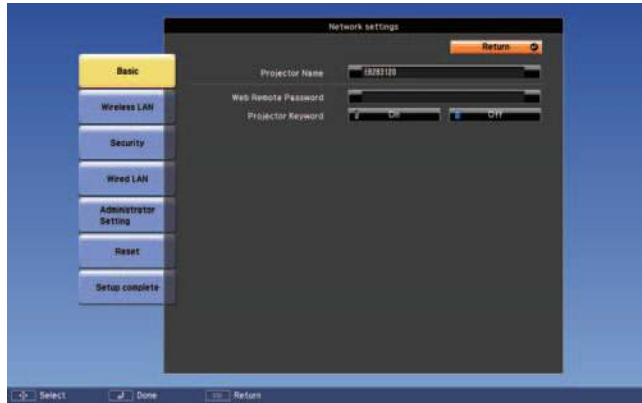 Network settings
Return
Basic
Wireless LAN
Security
Wired LAN
Administrator
Setting
Reset
Setup complete
Projector Name
Web Remote Password
Projector Keyword On Off
Select Done Return